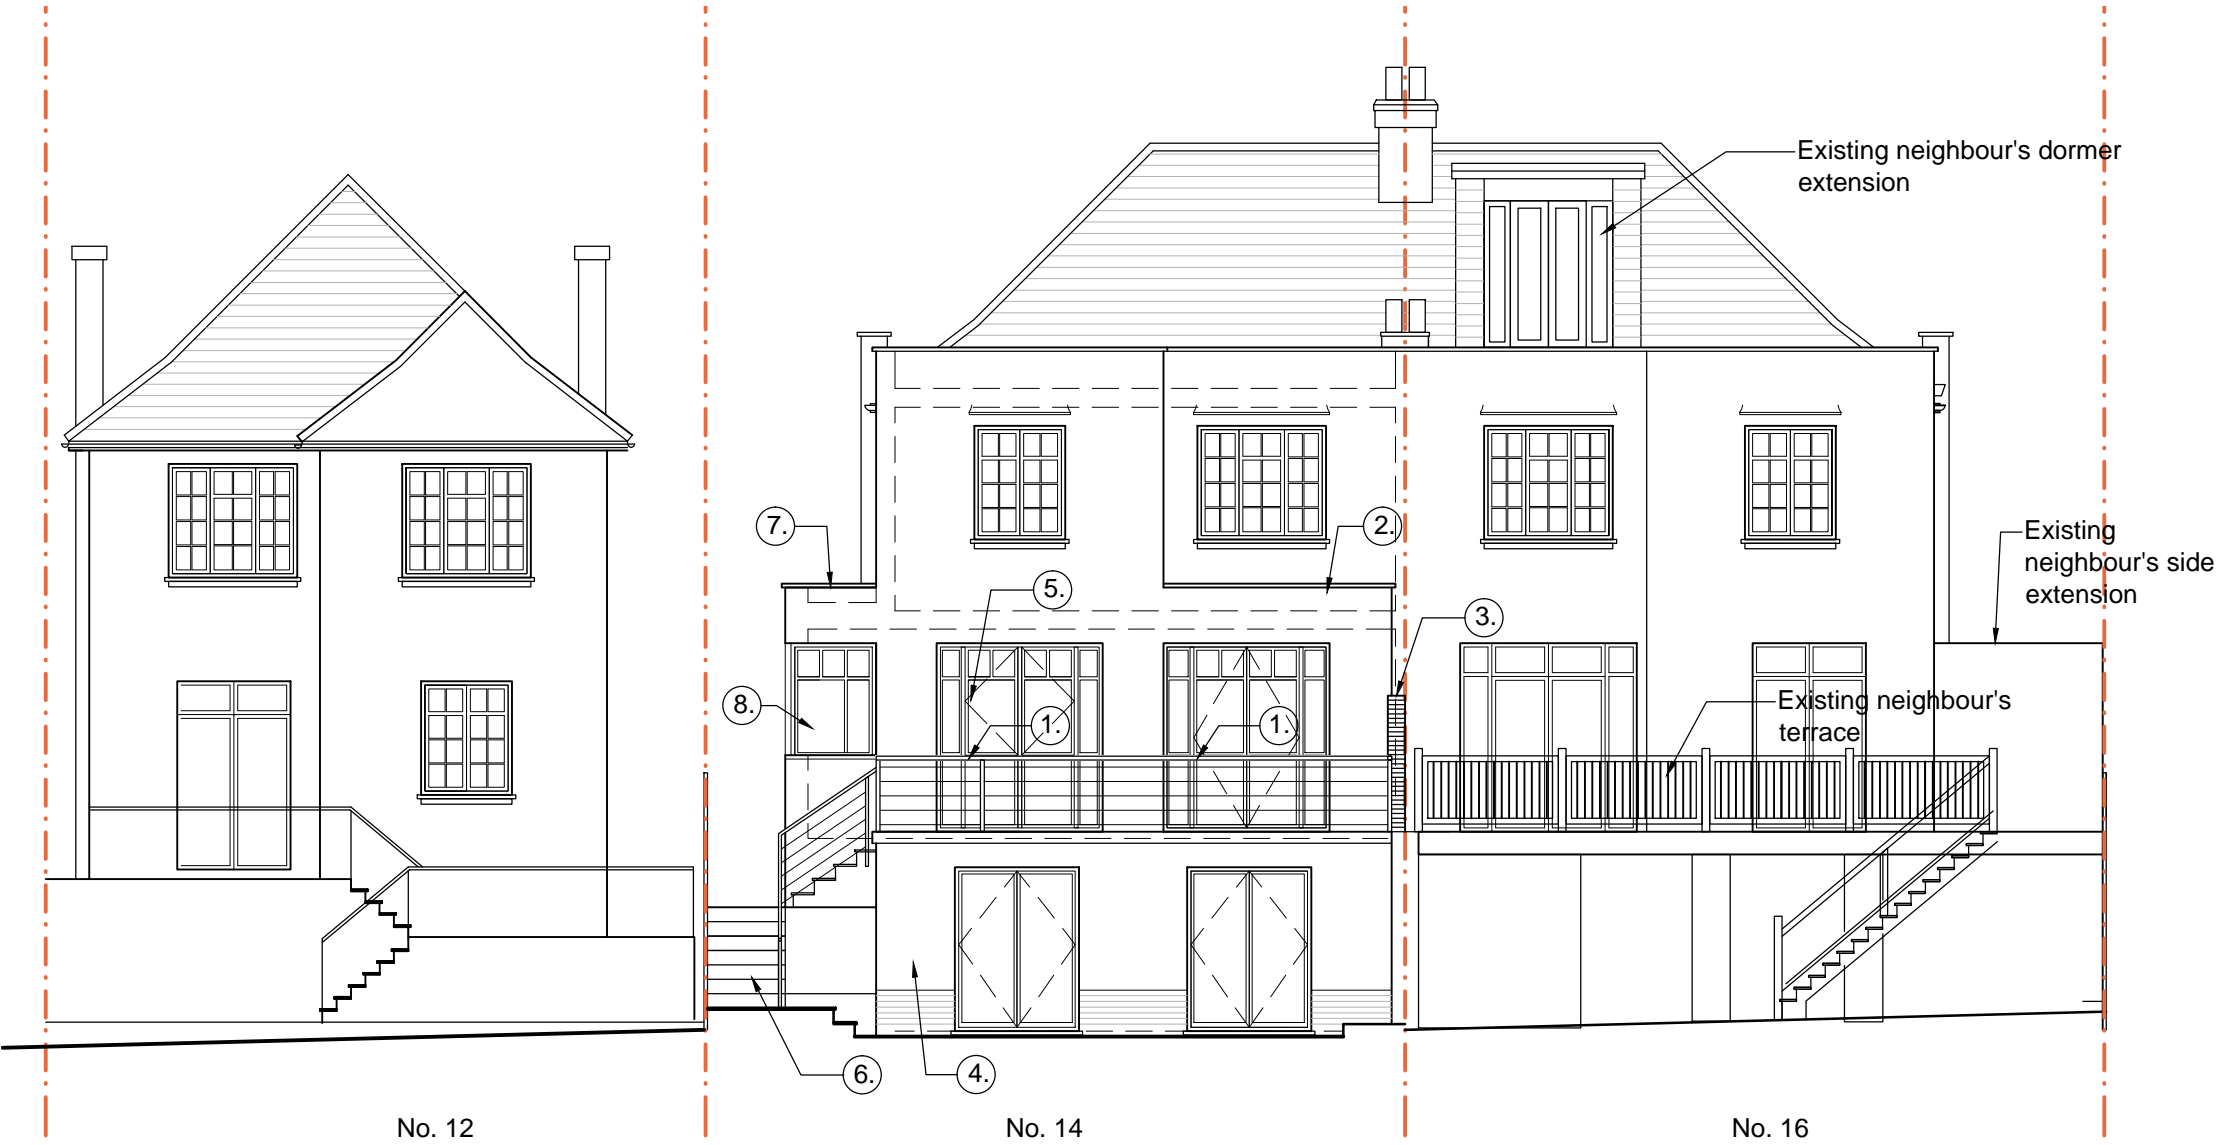 Existing neighbour's dormer
extension
7.
2.
Existing
neighbour's side
extension
5.
3.
8.
1.
1.
Existing neighbour's
terrace
6.
4.
No. 12
No. 14
No. 16